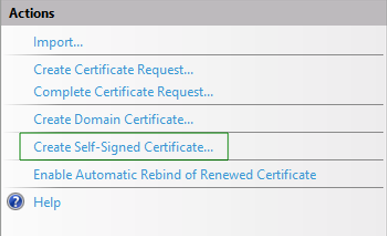 Actions
Import...
Create Certificate Request...
Complete Certificate Request...
Create Domain Certificate...
Create Self-Signed Certificate...
Enable Automatic Rebind of Renewed Certificate
Help